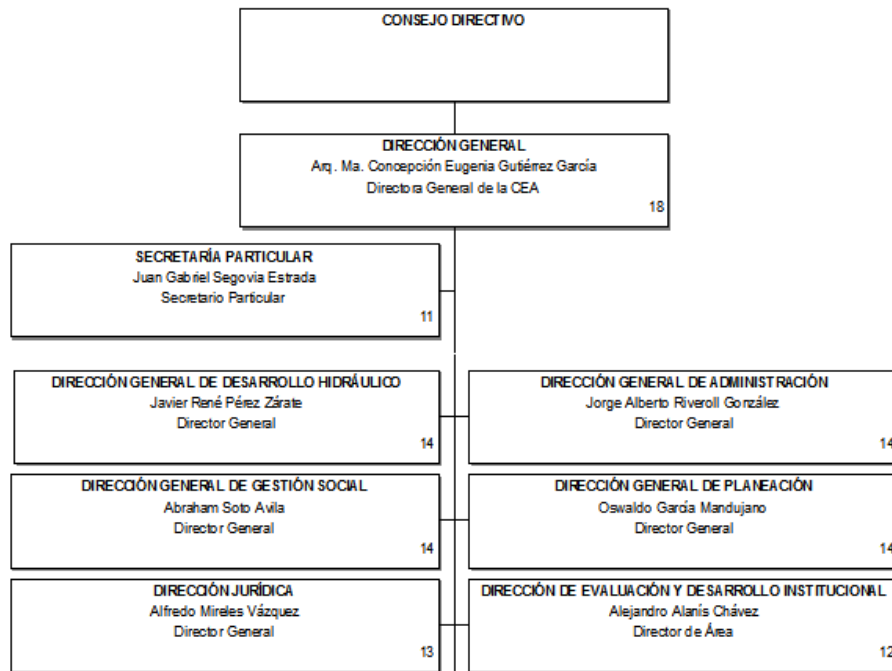 CONSEJO DIRECTIVO
DIRECCIÓN GENERAL
Arq. Ma. Concepción Eugenia Gutiérrez García
Directora General de la CEA
18
SECRETARÍA PARTICULAR
Juan Gabriel Segovia Estrada
Secretario Particular
11
DIRECCIÓN GENERAL DE DESARROLLO HIDRÁULICO
Javier René Pérez Zárate
Director General
14
DIRECCIÓN GENERAL DE ADMINISTRACIÓN
Jorge Alberto Riveroll González
Director General
14
DIRECCIÓN GENERAL DE GESTIÓN SOCIAL
Abraham Soto Avila
Director General
14
DIRECCIÓN GENERAL DE PLANEACIÓN
Oswaldo García Mandujano
Director General
14
DIRECCIÓN JURÍDICA
Alfredo Mireles Vázquez
Director General
13
DIRECCIÓN DE EVALUACIÓN Y DESARROLLO INSTITUCIONAL
Alejandro Alanís Chávez
Director de Área
12